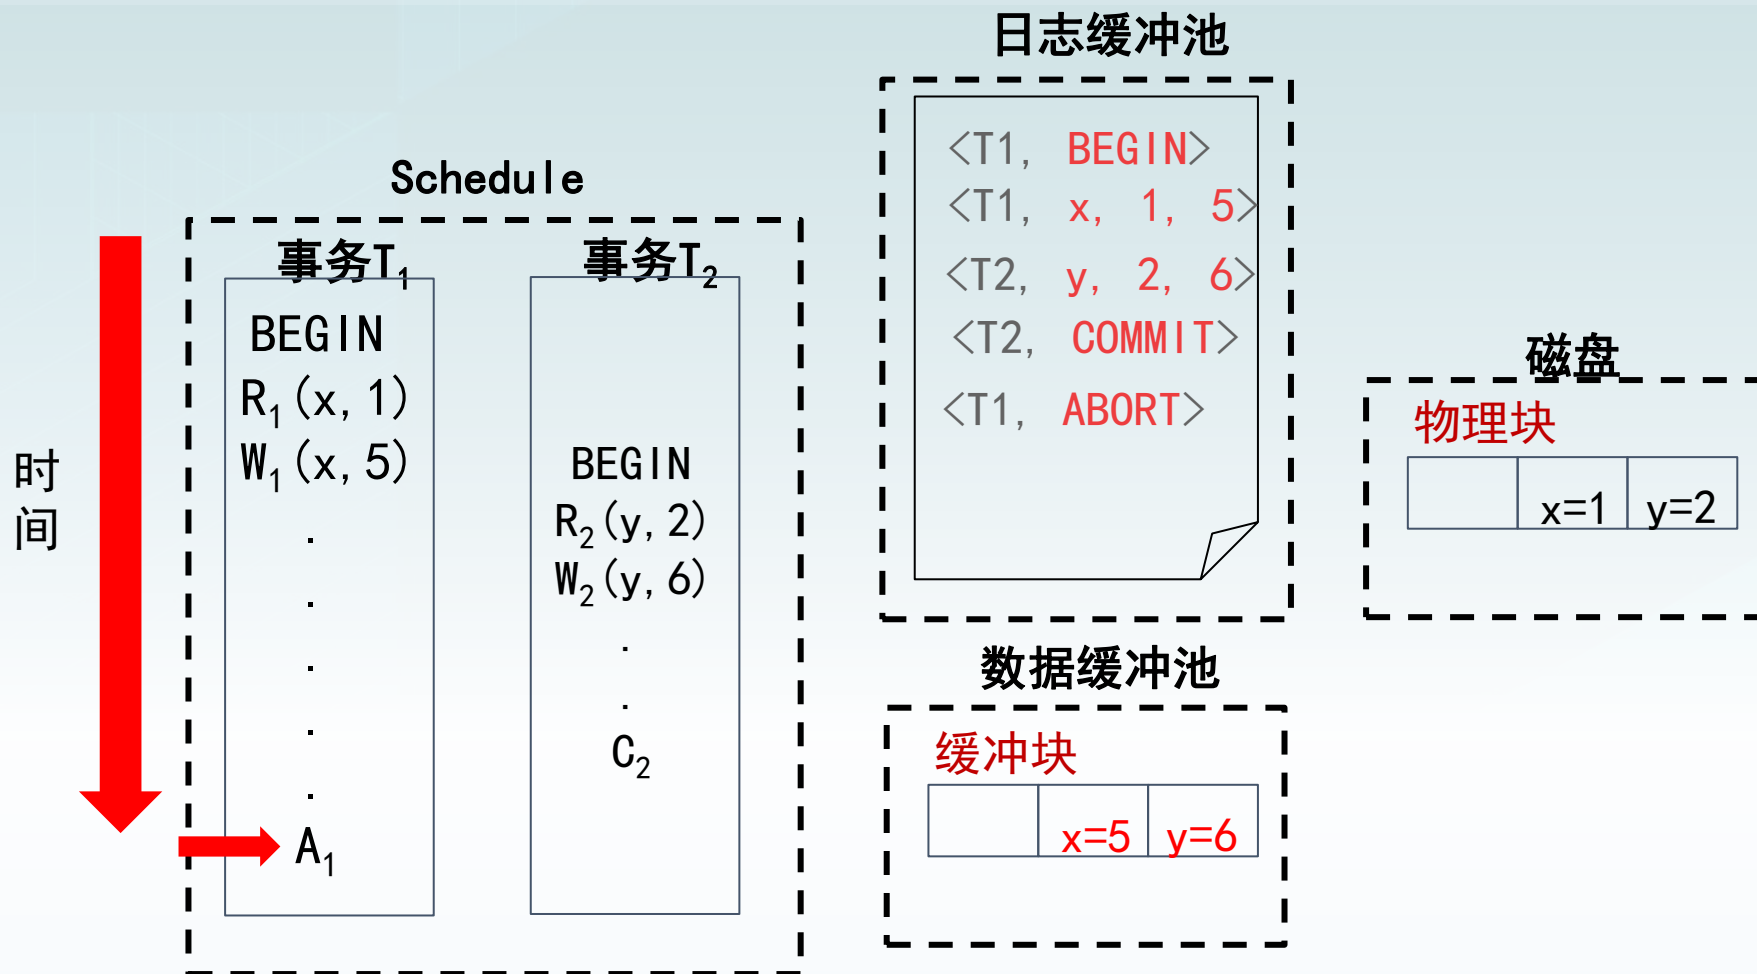 日志缓冲池
<T1, BEGIN>
<T1, x, 1, 5>
<T2, y, 2, 6>
<T2, COMMIT>
<T1, ABORT>
Schedule
事务T₁
BEGIN
R₁(x,1)
W₁(x,5)
.
.
.
.
.
A₁
事务T₂
BEGIN
R₂(y,2)
W₂(y,6)
.
.
C₂
时
间
磁盘
物理块
x=1 y=2
数据缓冲池
缓冲块
x=5 y=6